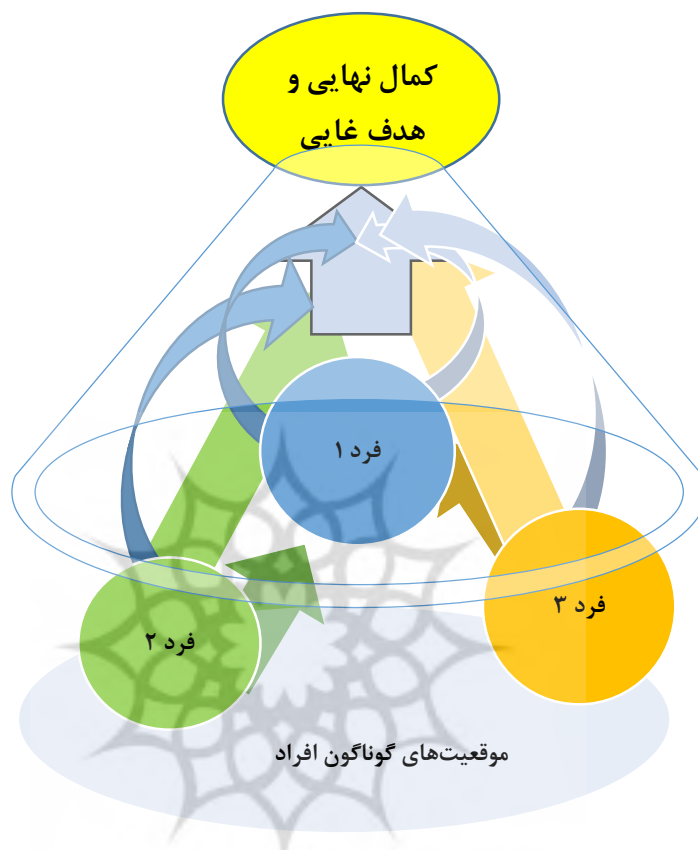 کمال نهایی و
هدف غایی
فرد ۱
فرد ۲
فرد ۳
موقعیت‌های گوناگون افراد